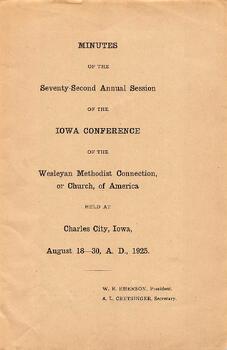 MINUTES
OF THE
Seventy-Second Annual Session
OF THE
IOWA CONFERENCE
OF THE
Wesleyan Methodist Connection,
or Church, of America
HELD AT
Charles City, Iowa,
August 18—30, A. D., 1925.
W. R. EMERSON, President.
A. L. CRETSINGER, Secretary.